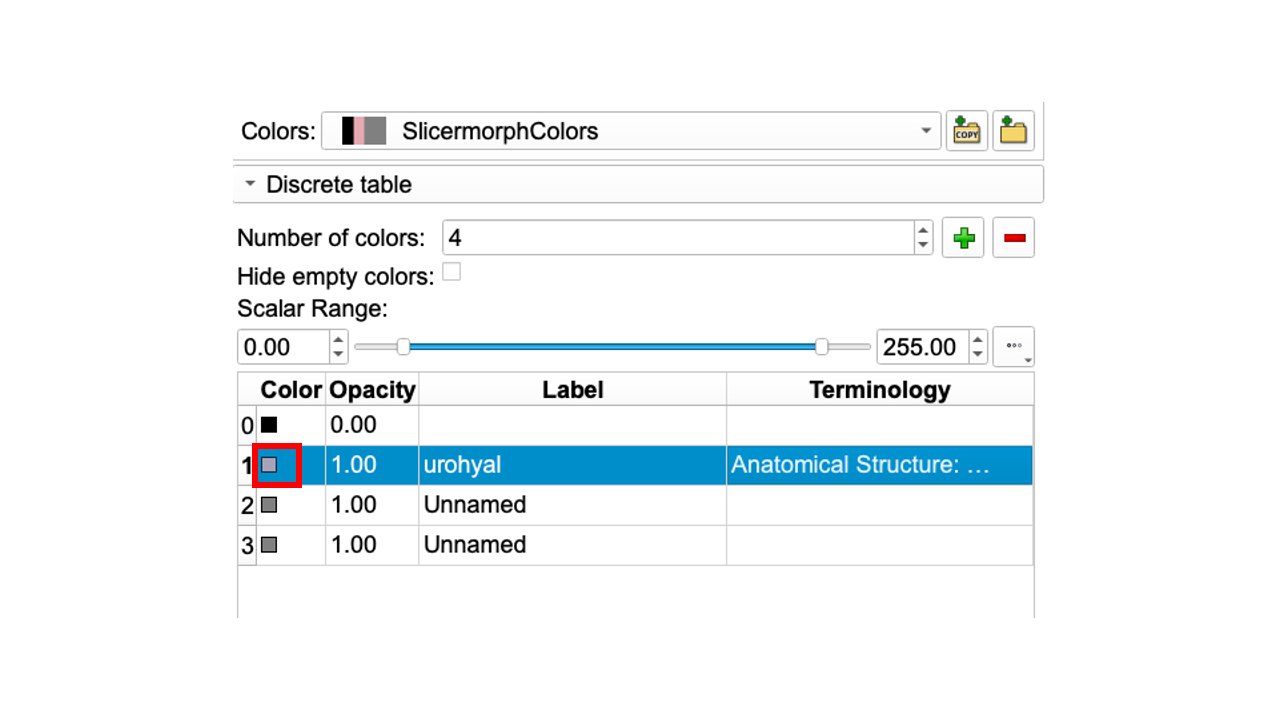 Colors: SlicermorphColors COPY
Discrete table
Number of colors: 4
Hide empty colors:
Scalar Range:
0.00 255.00
Color Opacity Label Terminology
0 0.00
1 1.00 urohyal Anatomical Structure: …
2 1.00 Unnamed
3 1.00 Unnamed